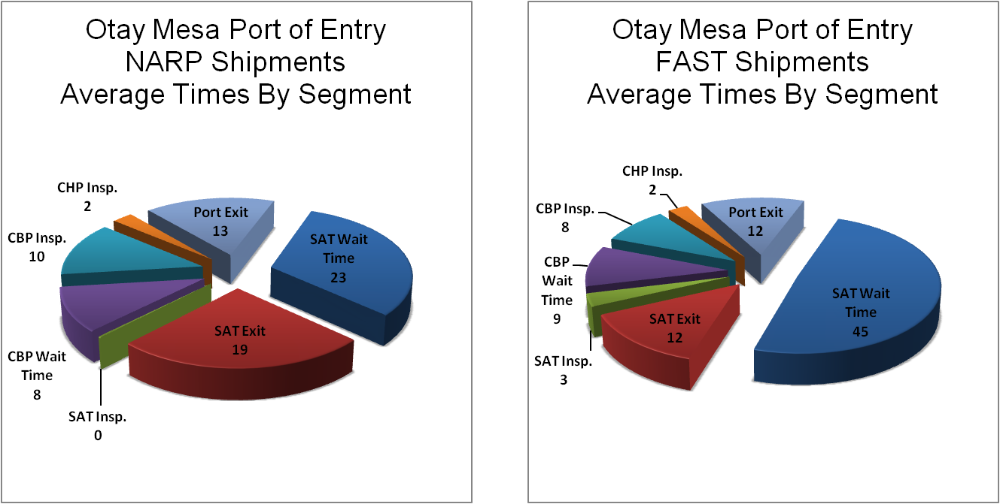 Otay Mesa Port of Entry
NARP Shipments
Average Times By Segment
CHP Insp.
2
Port Exit
13
SAT Wait
Time
23
CBP Insp.
10
SAT Exit
19
CBP Wait
Time
8
SAT Insp.
0
Otay Mesa Port of Entry
FAST Shipments
Average Times By Segment
CHP Insp.
2
CBP Insp.
8
Port Exit
12
CBP
Wait
Time
9
SAT Wait
Time
45
SAT Exit
12
SAT Insp.
3